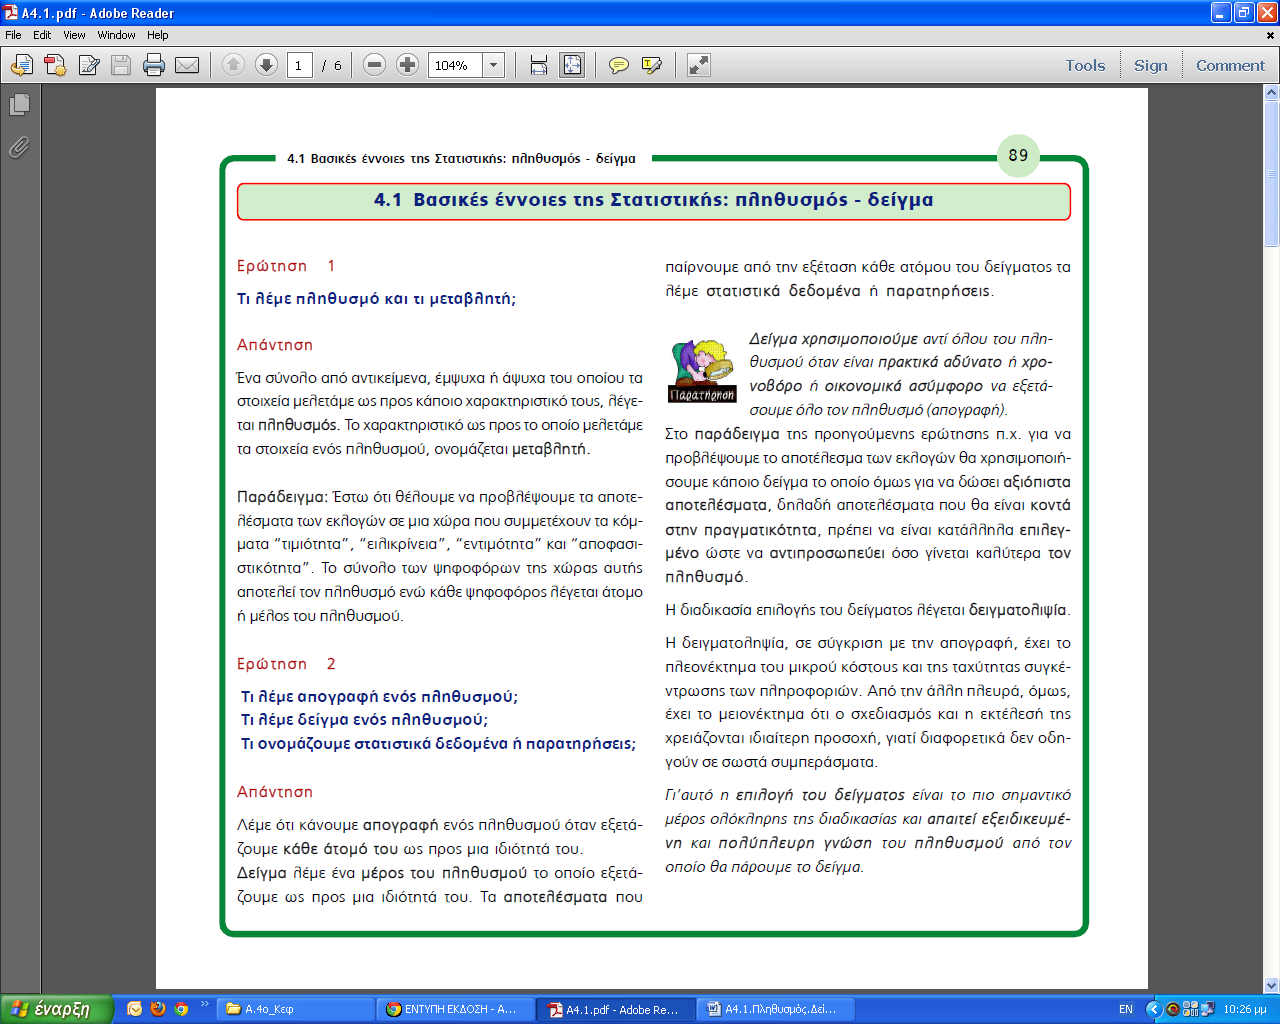 A4.1.pdf - Adobe Reader
File Edit View Window Help
1 / 6 104% Tools Sign Comment
4.1 Βασικές έννοιες της Στατιστικής: πληθυσμός - δείγμα
89
4.1 Βασικές έννοιες της Στατιστικής: πληθυσμός - δείγμα
Ερώτηση 1
Τι λέμε πληθυσμό και τι μεταβλητή;
Απάντηση
Ένα σύνολο από αντικείμενα, έμψυχα ή άψυχα του οποίου τα
στοιχεία μελετάμε ως προς κάποιο χαρακτηριστικό τους, λέγε-
ται πληθυσμός. Το χαρακτηριστικό ως προς το οποίο μελετάμε
τα στοιχεία ενός πληθυσμού, ονομάζεται μεταβλητή.
Παράδειγμα: Έστω ότι θέλουμε να προβλέψουμε τα αποτε-
λέσματα των εκλογών σε μια χώρα που συμμετέχουν τα κόμ-
ματα “τιμιότητα”, “ειλικρίνεια”, “εντιμότητα” και “αποφασι-
στικότητα”. Το σύνολο των ψηφοφόρων της χώρας αυτής
αποτελεί τον πληθυσμό ενώ κάθε ψηφοφόρος λέγεται άτομο
ή μέλος του πληθυσμού.
Ερώτηση 2
Τι λέμε απογραφή ενός πληθυσμού;
Τι λέμε δείγμα ενός πληθυσμού;
Τι ονομάζουμε στατιστικά δεδομένα ή παρατηρήσεις;
Απάντηση
Λέμε ότι κάνουμε απογραφή ενός πληθυσμού όταν εξετά-
ζουμε κάθε άτομό του ως προς μια ιδιότητά του.
Δείγμα λέμε ένα μέρος του πληθυσμού το οποίο εξετά-
ζουμε ως προς μια ιδιότητά του. Τα αποτελέσματα που
παίρνουμε από την εξέταση κάθε ατόμου του δείγματος τα
λέμε στατιστικά δεδομένα ή παρατηρήσεις.
Παρατήρηση
Δείγμα χρησιμοποιούμε αντί όλου του πλη-
θυσμού όταν είναι πρακτικά αδύνατο ή χρο-
νοβόρο ή οικονομικά ασύμφορο να εξετά-
σουμε όλο τον πληθυσμό (απογραφή).
Στο παράδειγμα της προηγούμενης ερώτησης π.χ. για να
προβλέψουμε το αποτέλεσμα των εκλογών θα χρησιμοποιή-
σουμε κάποιο δείγμα το οποίο όμως για να δώσει αξιόπιστα
αποτελέσματα, δηλαδή αποτελέσματα που θα είναι κοντά
στην πραγματικότητα, πρέπει να είναι κατάλληλα επιλεγ-
μένο ώστε να αντιπροσωπεύει όσο γίνεται καλύτερα τον
πληθυσμό.
Η διαδικασία επιλογής του δείγματος λέγεται δειγματολιψία.
Η δειγματοληψία, σε σύγκριση με την απογραφή, έχει το
πλεονέκτημα του μικρού κόστους και της ταχύτητας συγκέ-
ντρωσης των πληροφοριών. Από την άλλη πλευρά, όμως,
έχει το μειονέκτημα ότι ο σχεδιασμός και η εκτέλεσή της
χρειάζονται ιδιαίτερη προσοχή, γιατί διαφορετικά δεν οδη-
γούν σε σωστά συμπεράσματα.
Γι’αυτό η επιλογή του δείγματος είναι το πιο σημαντικό
μέρος ολόκληρης της διαδικασίας και απαιτεί εξειδικευμέ-
νη και πολύπλευρη γνώση του πληθυσμού από τον
οποίο θα πάρουμε το δείγμα.
έναρξη Α.4ο_Κεφ ΕΝΤΥΠΗ ΕΚΔΟΣΗ - Α... A4.1.pdf - Adobe Re... Α4.1.Πληθυσμός.Δεί... EN 10:26 μμ